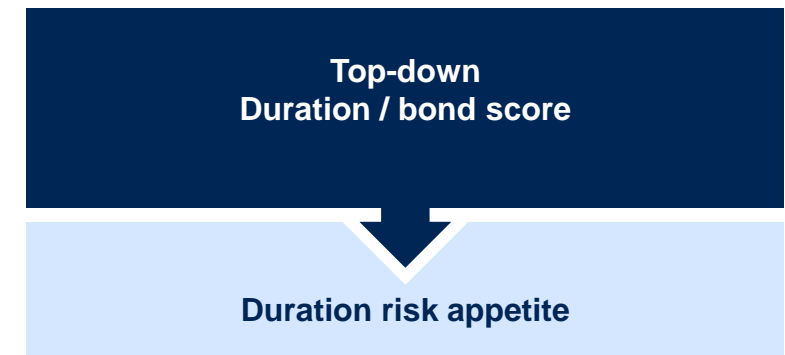 Top-down
Duration / bond score
Duration risk appetite